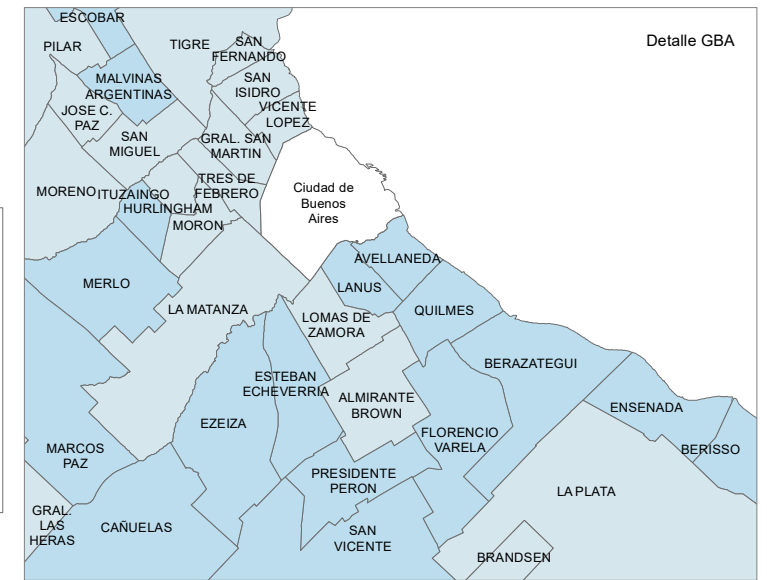 ESCOBAR
Detalle GBA
PILAR
TIGRE
SAN
FERNANDO
MALVINAS
ARGENTINAS
SAN
ISIDRO
JOSE C.
PAZ
VICENTE
LOPEZ
SAN
MIGUEL
GRAL. SAN
MARTIN
MORENO
ITUZAINGO
HURLINGHAM
TRES DE
FEBRERO
MORON
Ciudad de
Buenos
Aires
AVELLANEDA
MERLO
LANUS
LA MATANZA
LOMAS DE
ZAMORA
QUILMES
BERAZATEGUI
ESTEBAN
ECHEVERRIA
ALMIRANTE
BROWN
EZEIZA
FLORENCIO
VARELA
ENSENADA
BERISSO
MARCOS
PAZ
PRESIDENTE
PERON
LA PLATA
GRAL.
LAS
HERAS
CAÑUELAS
SAN
VICENTE
BRANDSEN